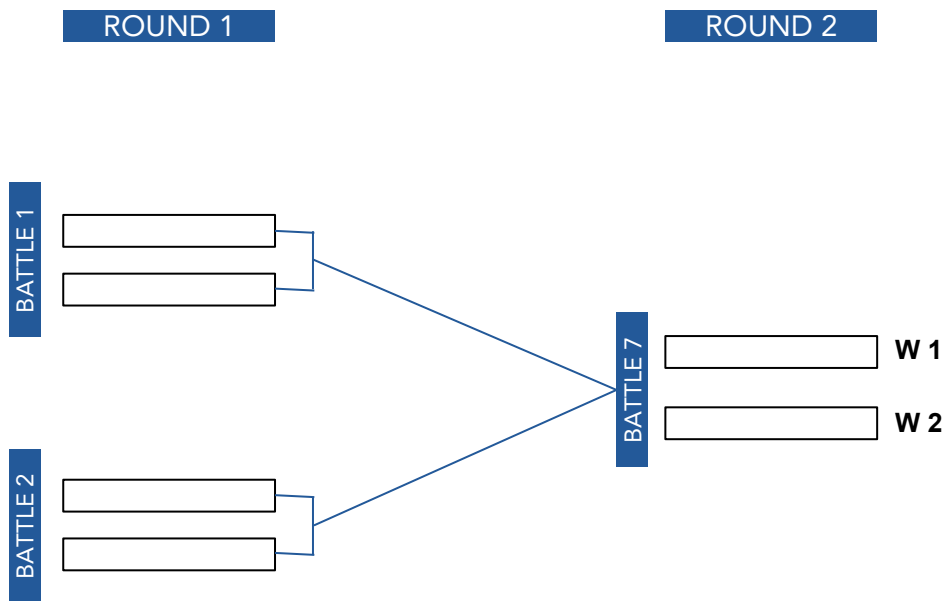 ROUND 1
ROUND 2
BATTLE 1
BATTLE 7
W 1
W 2
BATTLE 2